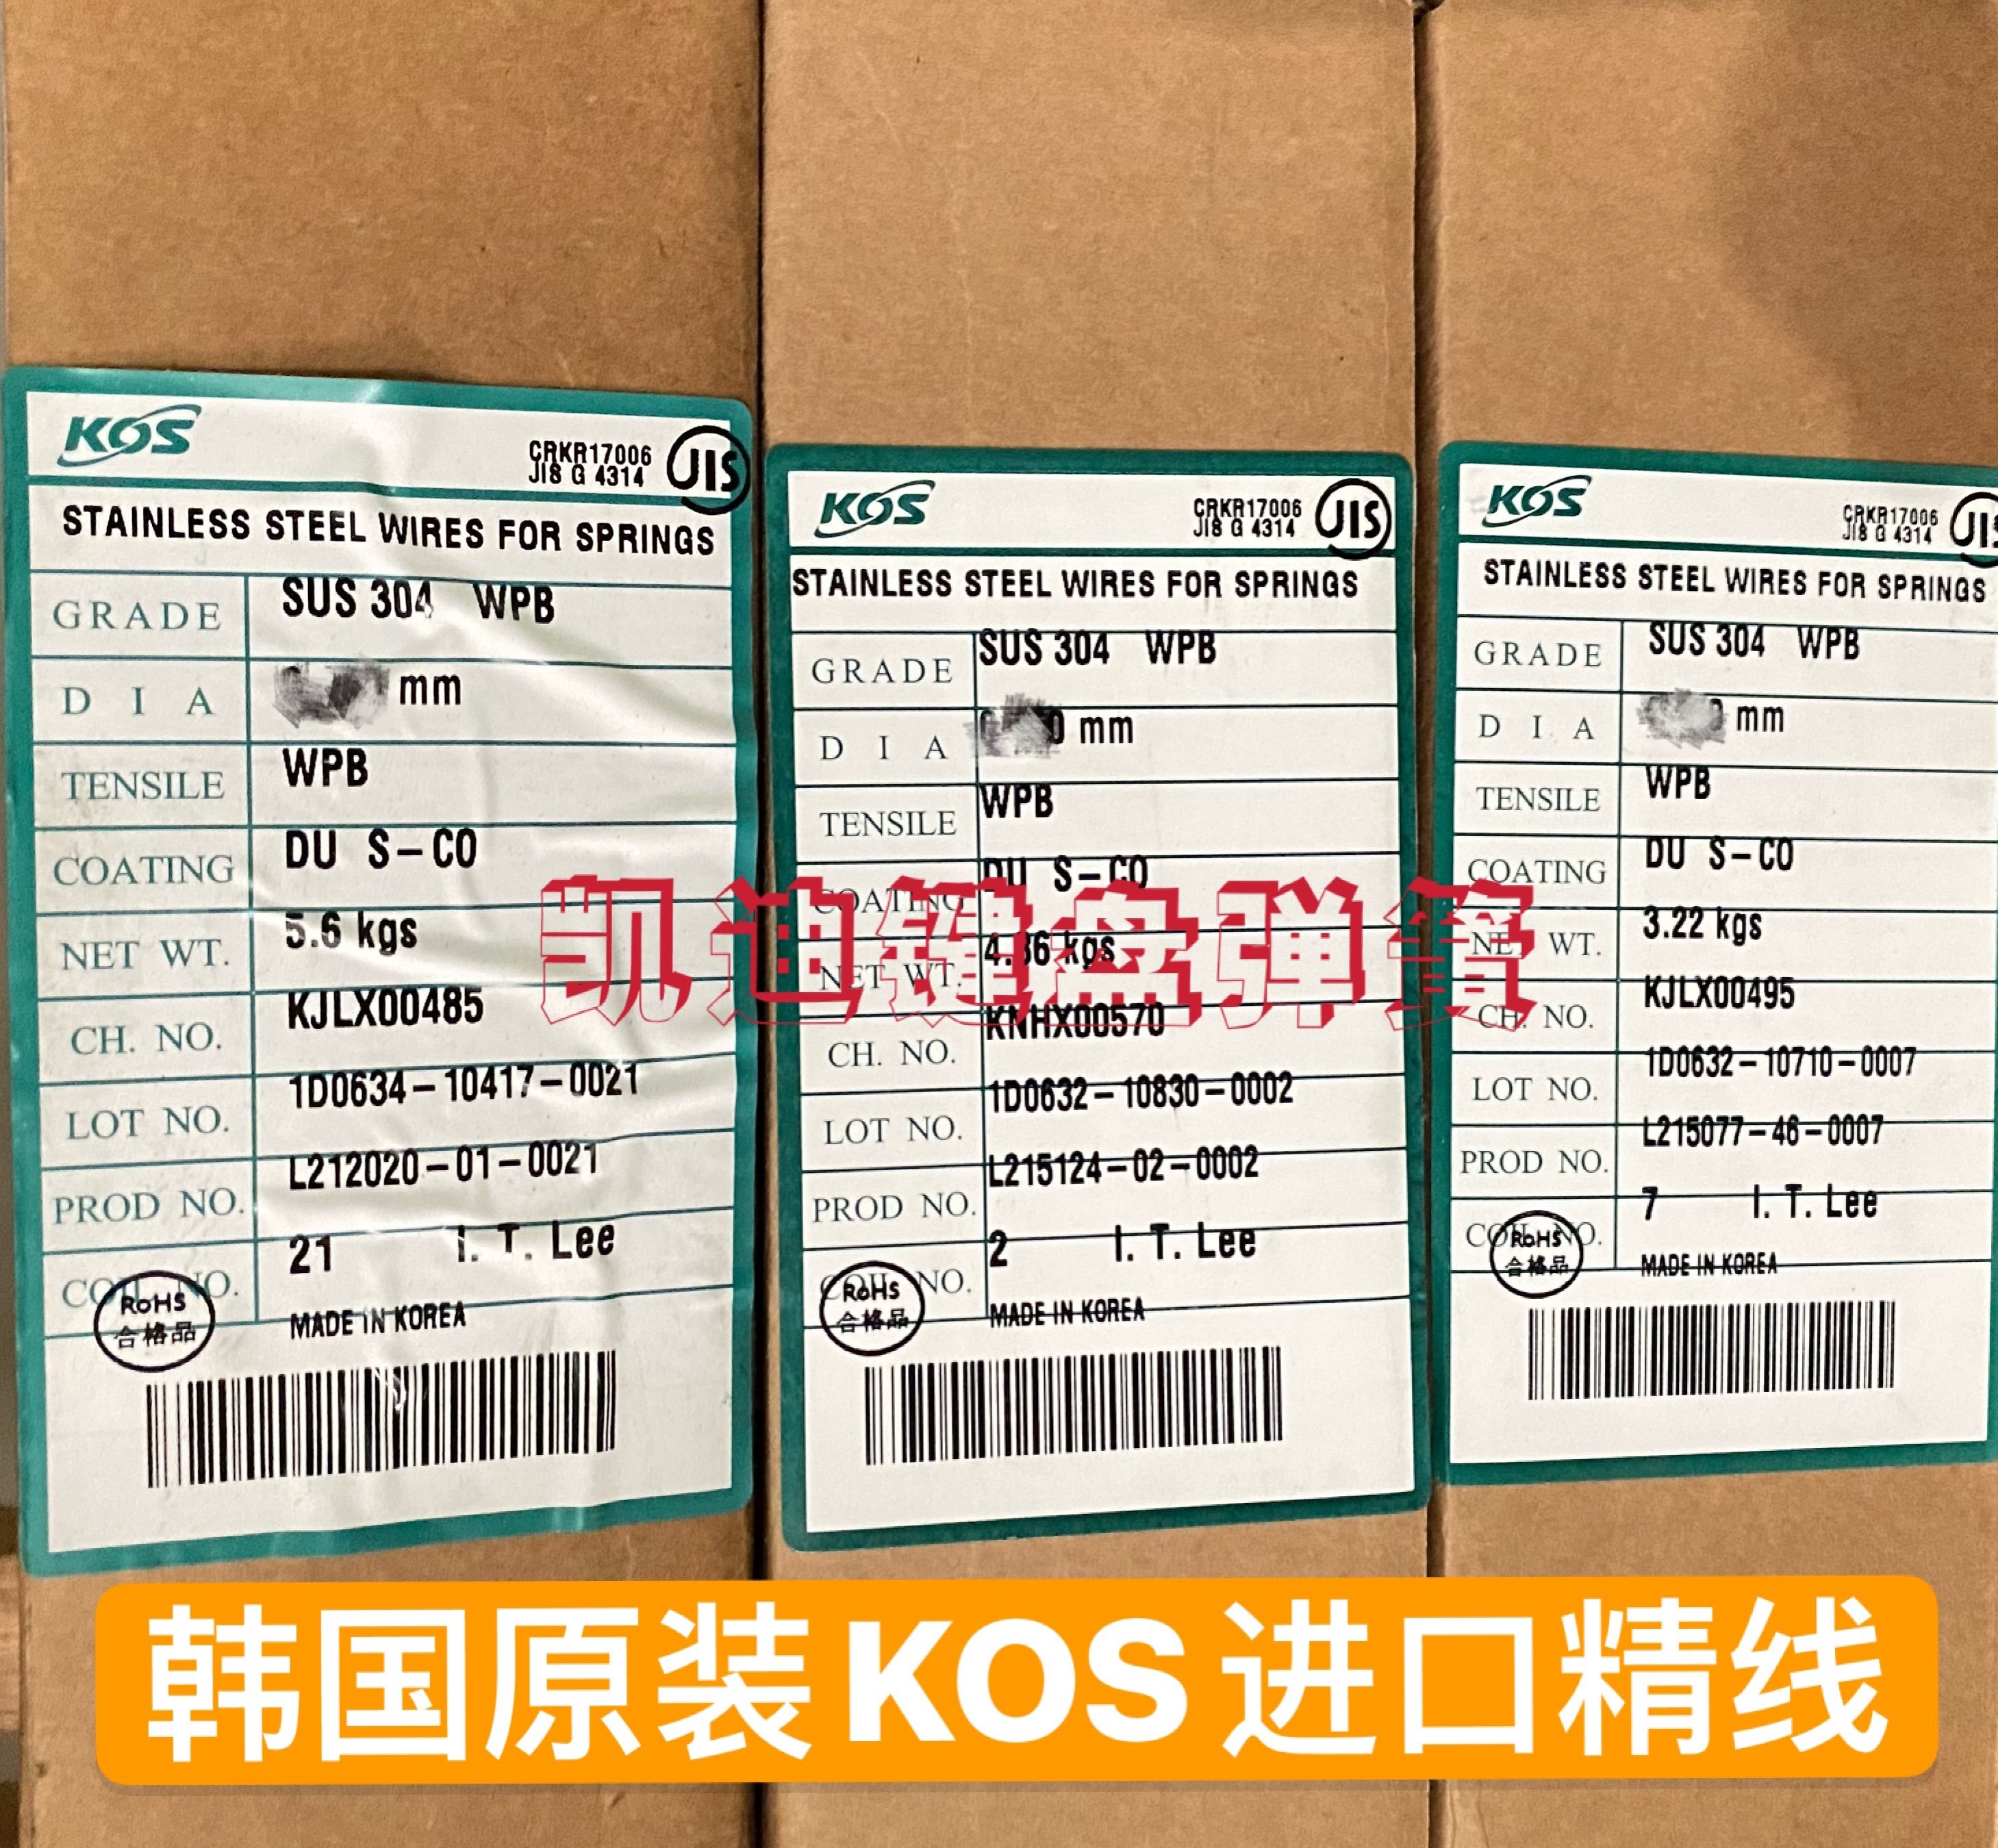 KOS
CRKR17006
JIS G 4314
JIS
STAINLESS STEEL WIRES FOR SPRINGS
GRADE SUS 304 WPB
DIA mm
TENSILE WPB
COATING DU S-CO
NET WT. 5.6 kgs
CH. NO. KJLX00485
LOT NO. 1D0634-10417-0021
PROD NO. L212020-01-0021
COIL NO. 21 I. T. Lee
RoHS
合格品
MADE IN KOREA
KOS
CRKR17006
JIS G 4314
JIS
STAINLESS STEEL WIRES FOR SPRINGS
GRADE SUS 304 WPB
DIA mm
TENSILE WPB
COATING DU S-CO
NET WT. kgs
CH. NO. KNHX00570
LOT NO. 1D0632-10830-0002
PROD NO. L215124-02-0002
COIL NO. 2 I. T. Lee
RoHS
合格品
MADE IN KOREA
KOS
CRKR17006
JIS G 4314
JIS
STAINLESS STEEL WIRES FOR SPRINGS
GRADE SUS 304 WPB
DIA mm
TENSILE WPB
COATING DU S-CO
NET WT. 3.22 kgs
CH. NO. KJLX00495
LOT NO. 1D0632-10710-0007
PROD NO. L215077-46-0007
COIL NO. 7 I. T. Lee
RoHS
合格品
MADE IN KOREA
凯迪键盘弹簧
韩国原装KOS进口精线